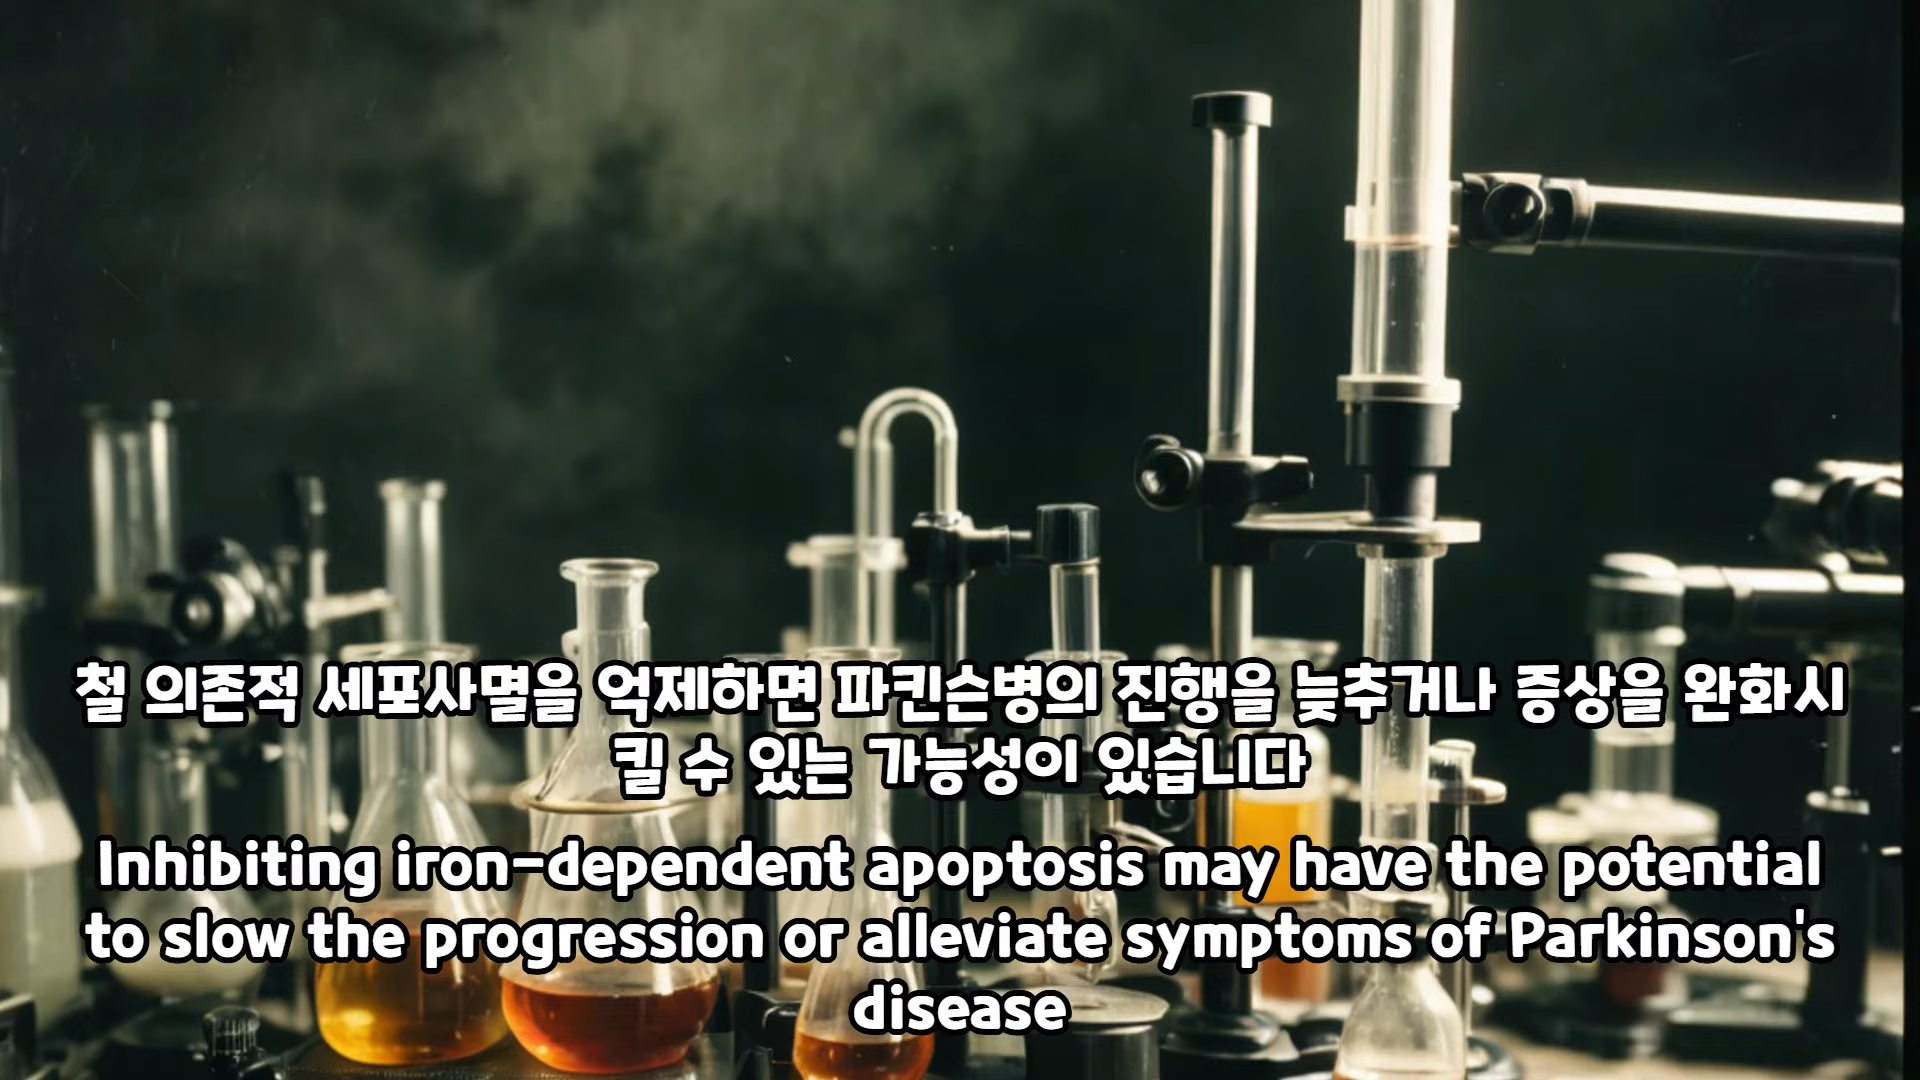 철 의존적 세포사멸을 억제하면 파킨슨병의 진행을 늦추거나 증상을 완화시
킬 수 있는 가능성이 있습니다
Inhibiting iron-dependent apoptosis may have the potential
to slow the progression or alleviate symptoms of Parkinson's
disease